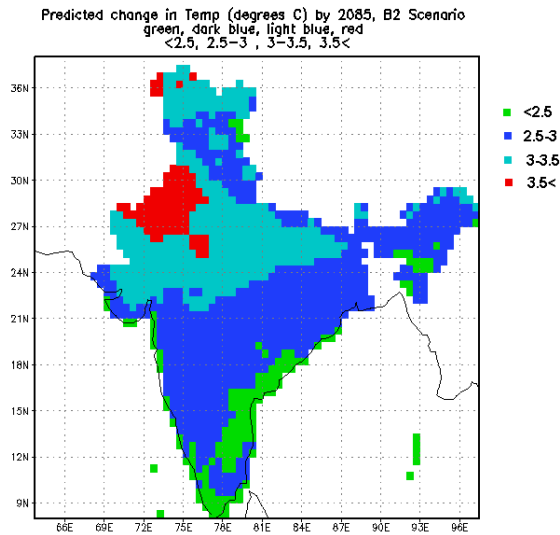 Predicted change in Temp (degrees C) by 2085, B2 Scenario
green, dark blue, light blue, red
<2.5, 2.5-3 , 3-3.5, 3.5<
36N
33N
30N
27N
24N
21N
18N
15N
12N
9N
66E 69E 72E 75E 78E 81E 84E 87E 90E 93E 96E
<2.5
2.5-3
3-3.5
3.5<